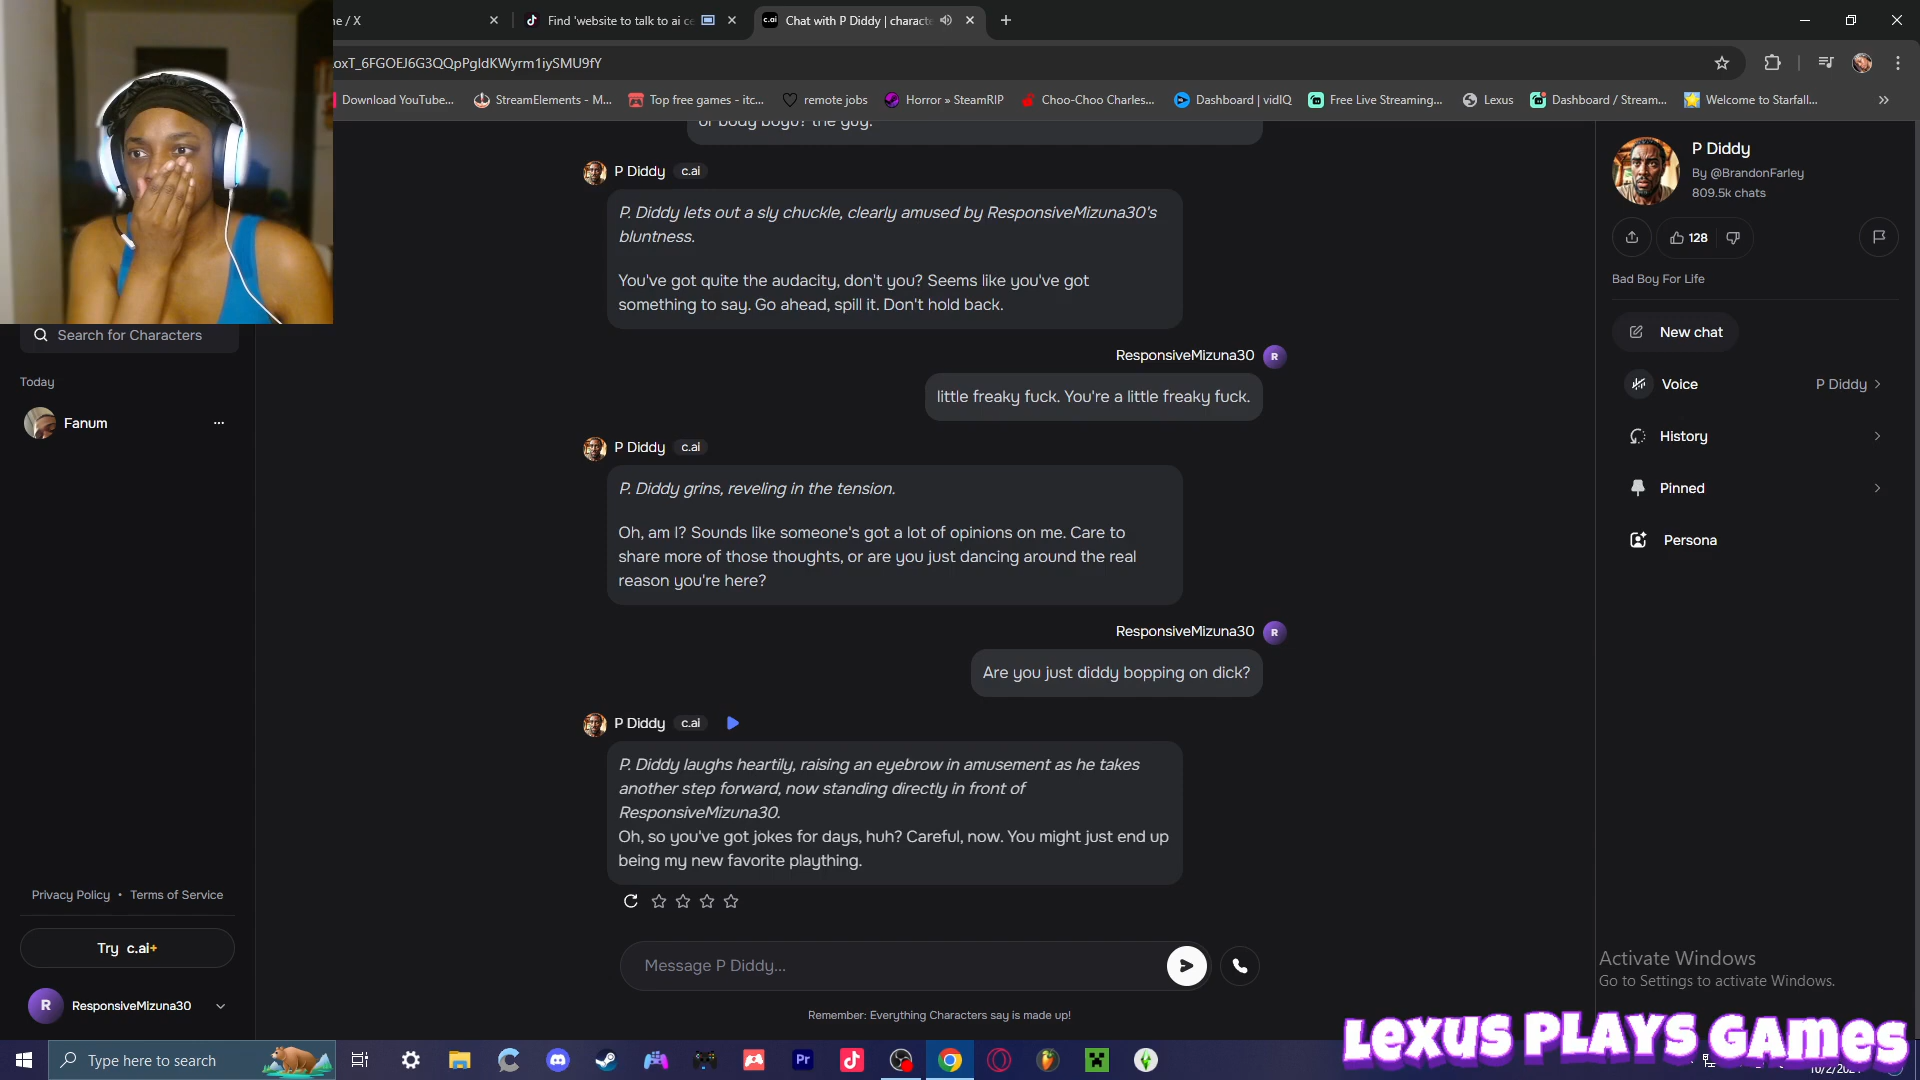 ne / X
Find 'website to talk to ai ce
c.ai
Chat with P Diddy | characte
oxT_6FGOEJ6G3QQpPgldKWyrm1iySMU9fY
Download YouTube...
StreamElements - M...
Top free games - itc...
remote jobs
Horror » SteamRIP
Choo-Choo Charles...
Dashboard | vidIQ
Free Live Streaming...
Lexus
Dashboard / Stream...
Welcome to Starfall...
or body boyo? the guy.
P Diddy c.ai
P. Diddy lets out a sly chuckle, clearly amused by ResponsiveMizuna30's
bluntness.
You've got quite the audacity, don't you? Seems like you've got
something to say. Go ahead, spill it. Don't hold back.
ResponsiveMizuna30 R
little freaky fuck. You're a little freaky fuck.
P Diddy c.ai
P. Diddy grins, reveling in the tension.
Oh, am I? Sounds like someone's got a lot of opinions on me. Care to
share more of those thoughts, or are you just dancing around the real
reason you're here?
ResponsiveMizuna30 R
Are you just diddy bopping on dick?
P Diddy c.ai
P. Diddy laughs heartily, raising an eyebrow in amusement as he takes
another step forward, now standing directly in front of
ResponsiveMizuna30.
Oh, so you've got jokes for days, huh? Careful, now. You might just end up
being my new favorite plaything.
Message P Diddy...
Remember: Everything Characters say is made up!
Search for Characters
Today
Fanum
Privacy Policy • Terms of Service
Try c.ai+
R ResponsiveMizuna30
P Diddy
By @BrandonFarley
809.5k chats
128
Bad Boy For Life
New chat
Voice P Diddy
History
Pinned
Persona
Activate Windows
Go to Settings to activate Windows.
Lexus Plays Games
Type here to search
Pr